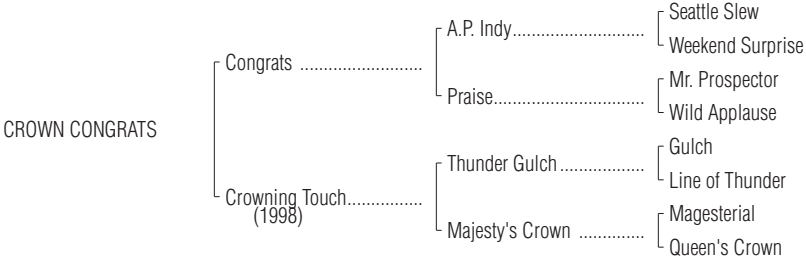 Seattle Slew
A.P. Indy..............................
Weekend Surprise
Congrats ..........................
Mr. Prospector
Praise.................................
Wild Applause
CROWN CONGRATS
Gulch
Thunder Gulch ..................
Line of Thunder
Crowning Touch................
(1998)
Magesterial
Majesty's Crown ..............
Queen's Crown